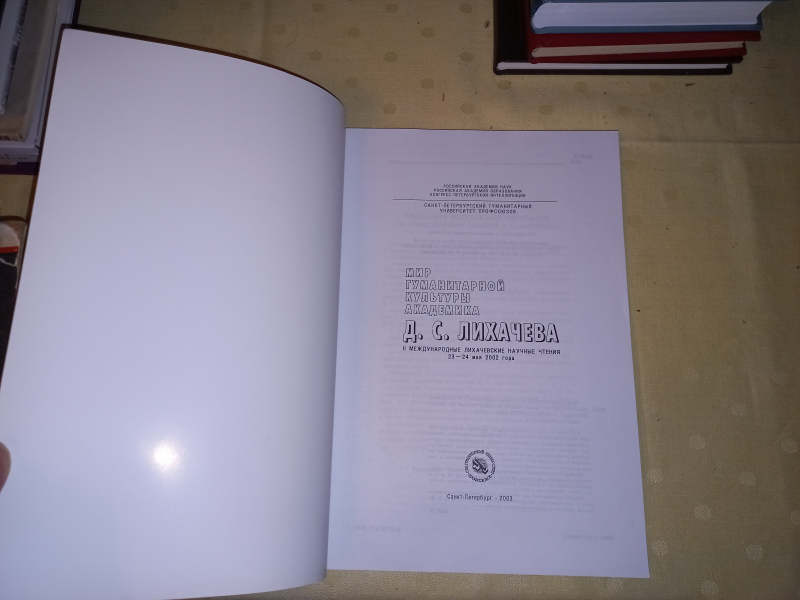 РОССИЙСКАЯ АКАДЕМИЯ НАУК
РОССИЙСКАЯ АКАДЕМИЯ ОБРАЗОВАНИЯ
КОНГРЕСС ПЕТЕРБУРГСКОЙ ИНТЕЛЛИГЕНЦИИ
САНКТ-ПЕТЕРБУРГСКИЙ ГУМАНИТАРНЫЙ
УНИВЕРСИТЕТ ПРОФСОЮЗОВ
МИР
ГУМАНИТАРНОЙ
КУЛЬТУРЫ
АКАДЕМИКА
Д. С. ЛИХАЧЕВА
II МЕЖДУНАРОДНЫЕ ЛИХАЧЕВСКИЕ НАУЧНЫЕ ЧТЕНИЯ
23—24 мая 2002 года
Санкт-Петербург - 2003